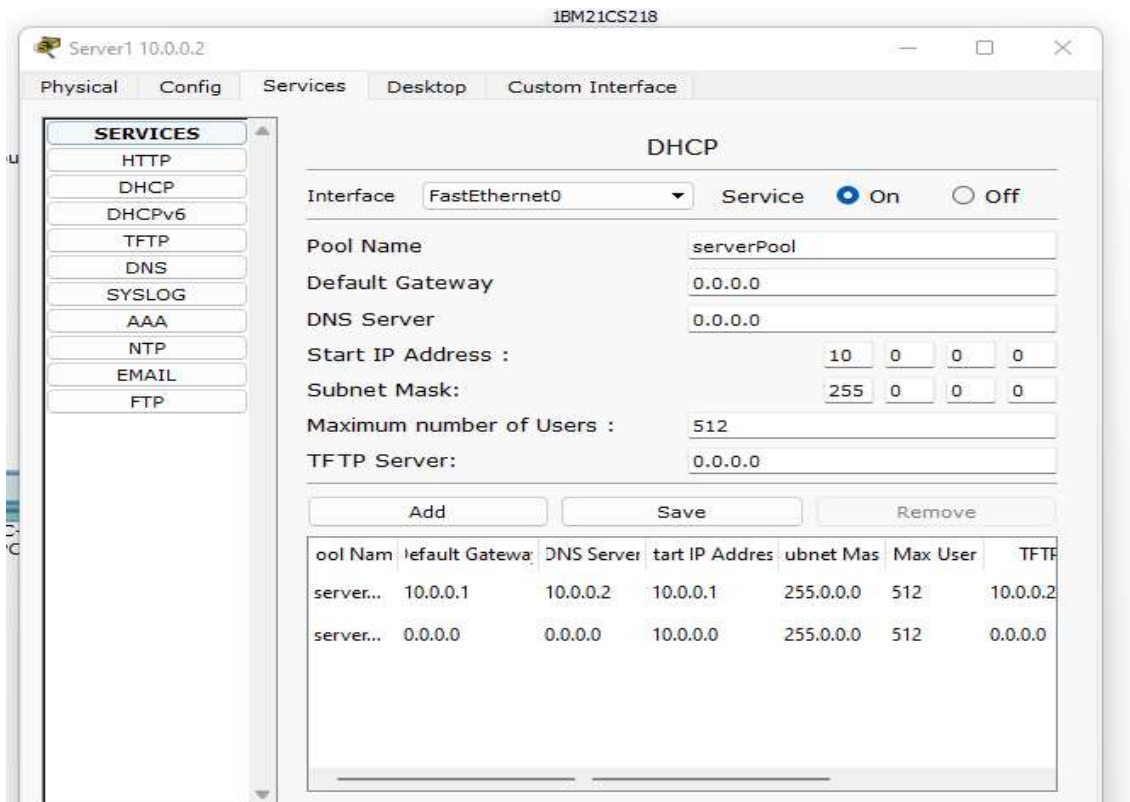 1BM21CS218
Server1 10.0.0.2
Physical Config Services Desktop Custom Interface
SERVICES
HTTP
DHCP
DHCPv6
TFTP
DNS
SYSLOG
AAA
NTP
EMAIL
FTP
DHCP
Interface FastEthernet0 Service On Off
Pool Name serverPool
Default Gateway 0.0.0.0
DNS Server 0.0.0.0
Start IP Address : 10 0 0 0
Subnet Mask: 255 0 0 0
Maximum number of Users : 512
TFTP Server: 0.0.0.0
Add Save Remove
ool Nam efault Gateway DNS Server tart IP Addres ubnet Mas Max User TFTP
server... 10.0.0.1 10.0.0.2 10.0.0.1 255.0.0.0 512 10.0.0.2
server... 0.0.0.0 0.0.0.0 10.0.0.0 255.0.0.0 512 0.0.0.0